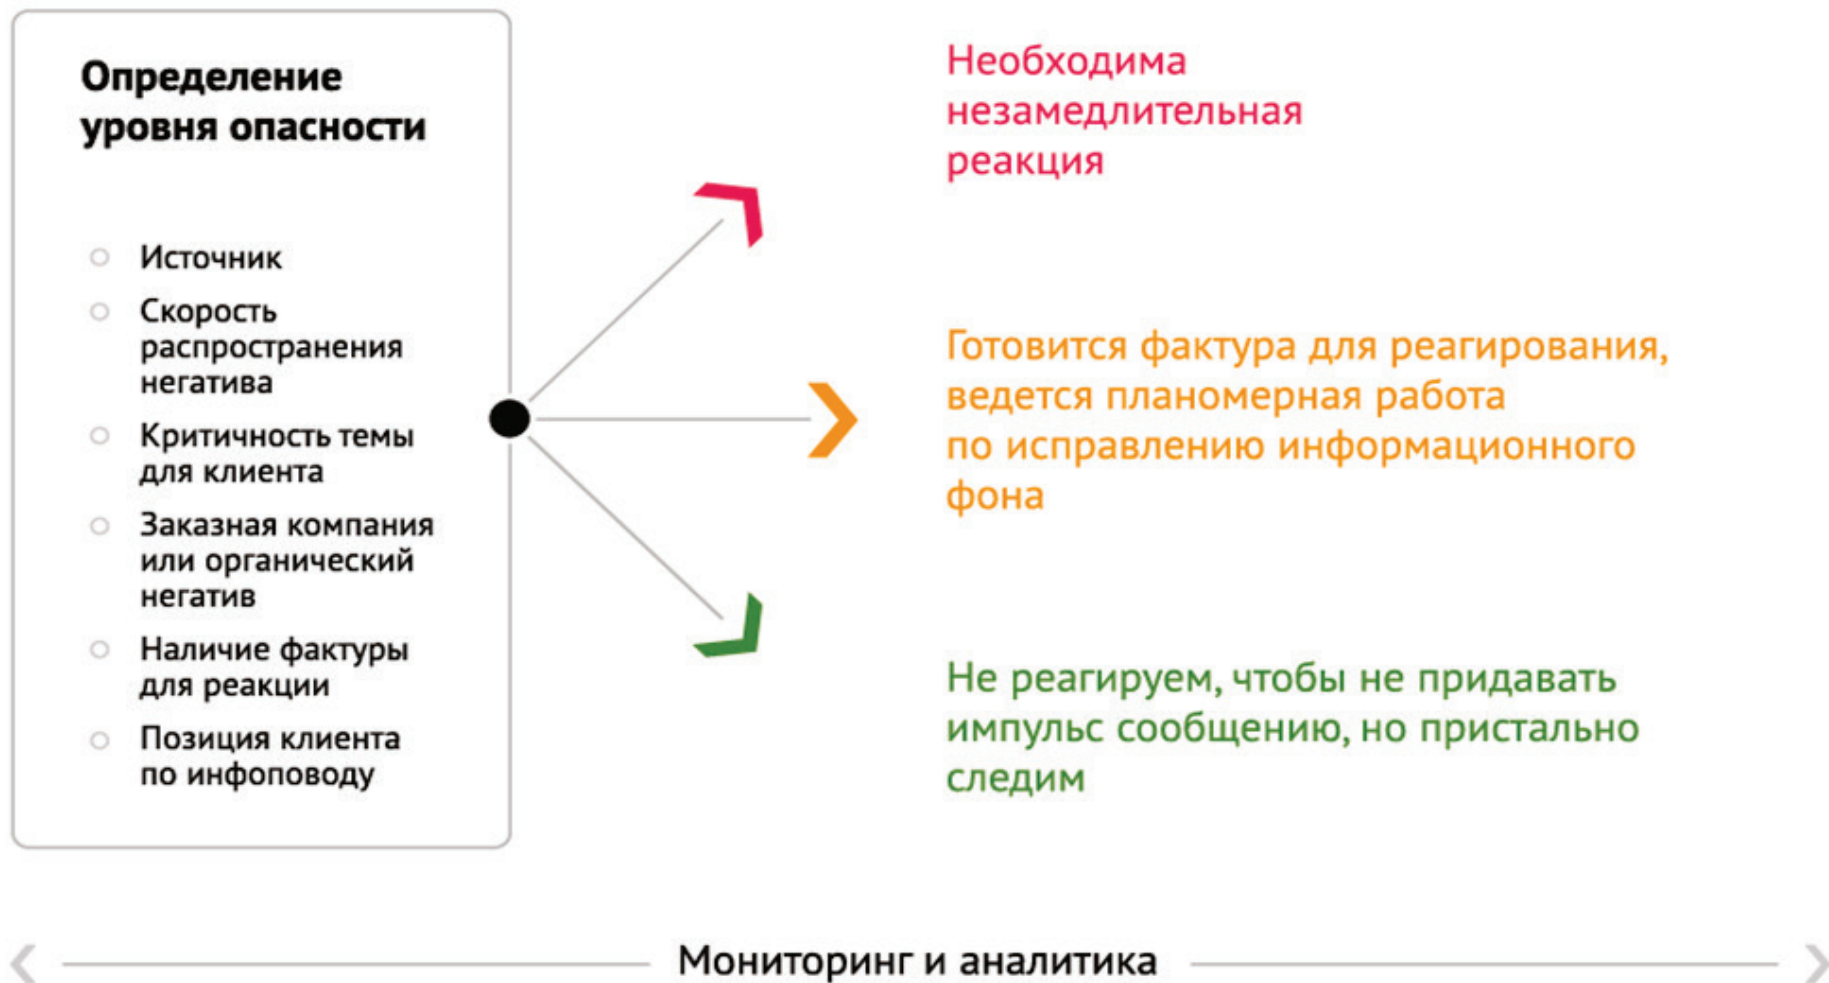 Определение
уровня опасности
Источник
Скорость
распространения
негатива
Критичность темы
для клиента
Заказная компания
или органический
негатив
Наличие фактуры
для реакции
Позиция клиента
по инфоповоду
Необходима
незамедлительная
реакция
Готовится фактура для реагирования,
ведется планомерная работа
по исправлению информационного
фона
Не реагируем, чтобы не придавать
импульс сообщению, но пристально
следим
Мониторинг и аналитика